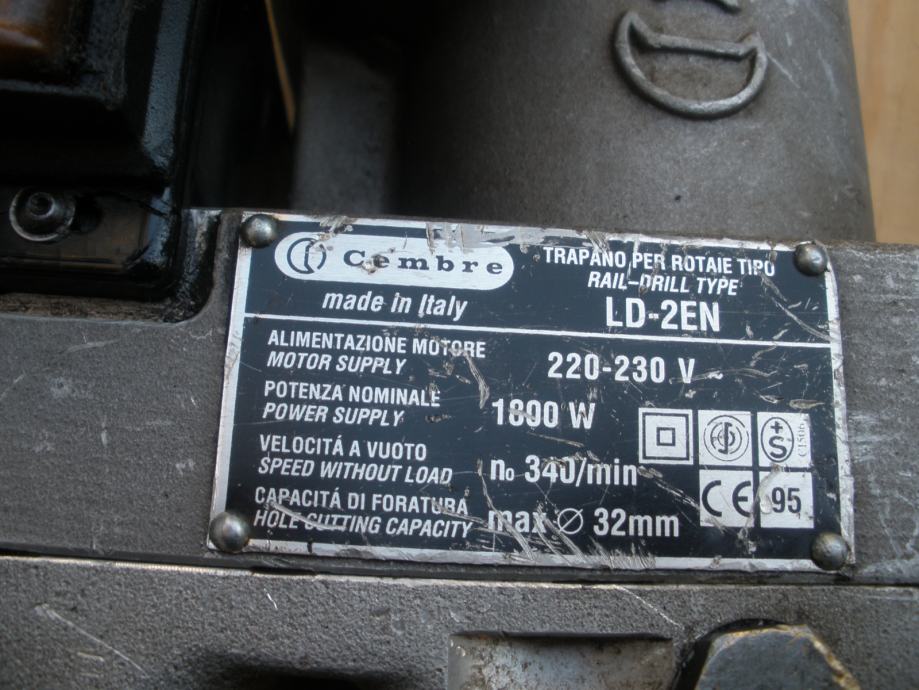 Cembre
TRAPANO PER ROTAIE TIPO
RAIL-DRILL TYPE
made in Italy
LD-2EN
ALIMENTAZIONE MOTORE
MOTOR SUPPLY
220-230 V ~
POTENZA NOMINALE
POWER SUPPLY
1800 W
VELOCITÁ A VUOTO
SPEED WITHOUT LOAD
no 340/min
CAPACITÁ DI FORATURA
HOLE CUTTING CAPACITY
max Ø 32mm
+S
CE 95